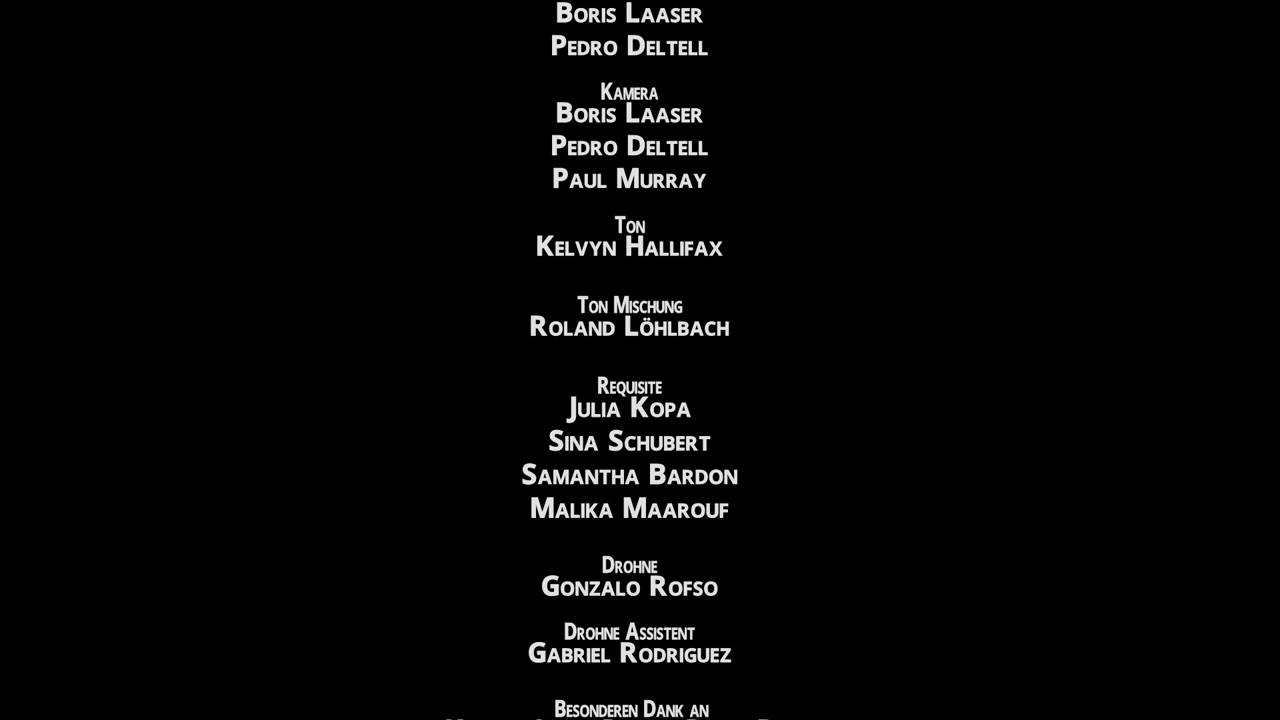 Boris Laaser
Pedro Deltell
Kamera
Boris Laaser
Pedro Deltell
Paul Murray
Ton
Kelvyn Hallifax
Ton Mischung
Roland Löhlbach
Requisite
Julia Kopa
Sina Schubert
Samantha Bardon
Malika Maarouf
Drohne
Gonzalo Rofso
Drohne Assistent
Gabriel Rodriguez
Besonderen Dank an